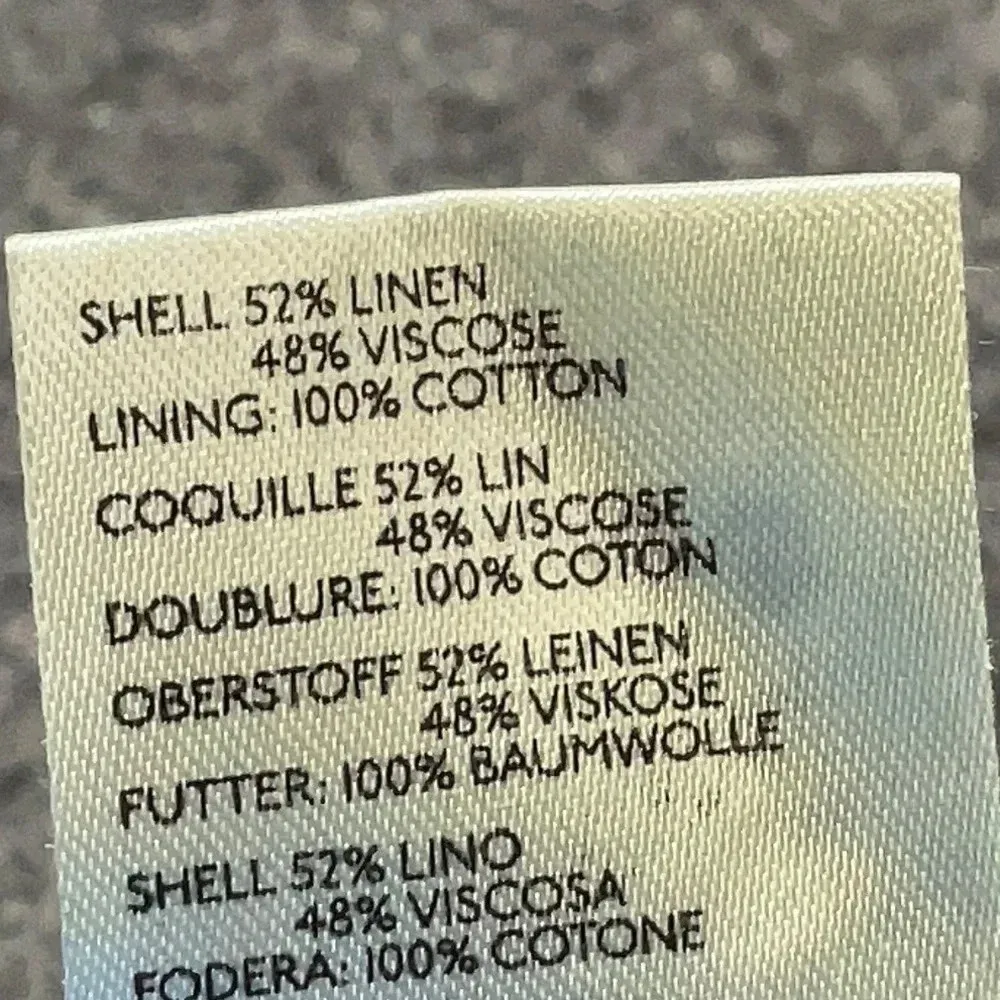 SHELL 52% LINEN
48% VISCOSE
LINING: 100% COTTON
COQUILLE 52% LIN
48% VISCOSE
DOUBLURE: 100% COTON
OBERSTOFF 52% LEINEN
48% VISKOSE
FUTTER: 100% BAUMWOLLE
SHELL 52% LINO
48% VISCOSA
FODERA: 100% COTONE